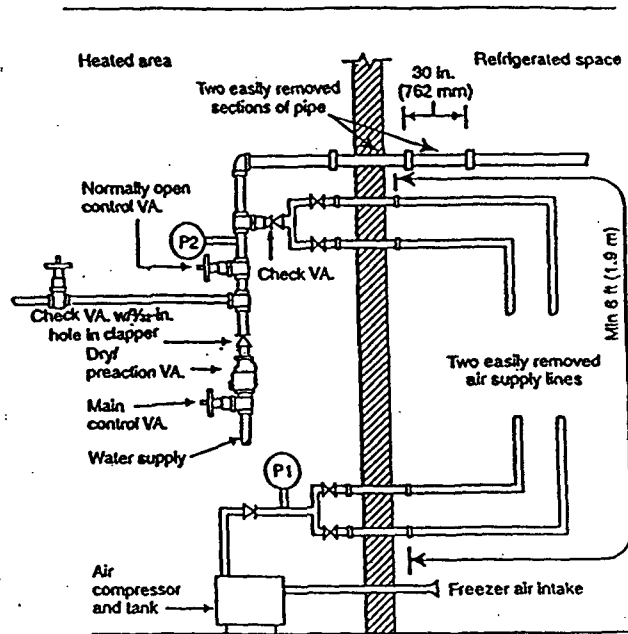 Heated area
Refrigerated space
30 in.
(762 mm)
Two easily removed
sections of pipe
Normally open
control VA.
P2
Check VA.
Check VA. w/3/32-in.
hole in clapper
Dry/
preaction VA.
Main
control VA.
Water supply
P1
Two easily removed
air supply lines
Min 6 ft (1.9 m)
Air
compressor
and tank
Freezer air intake